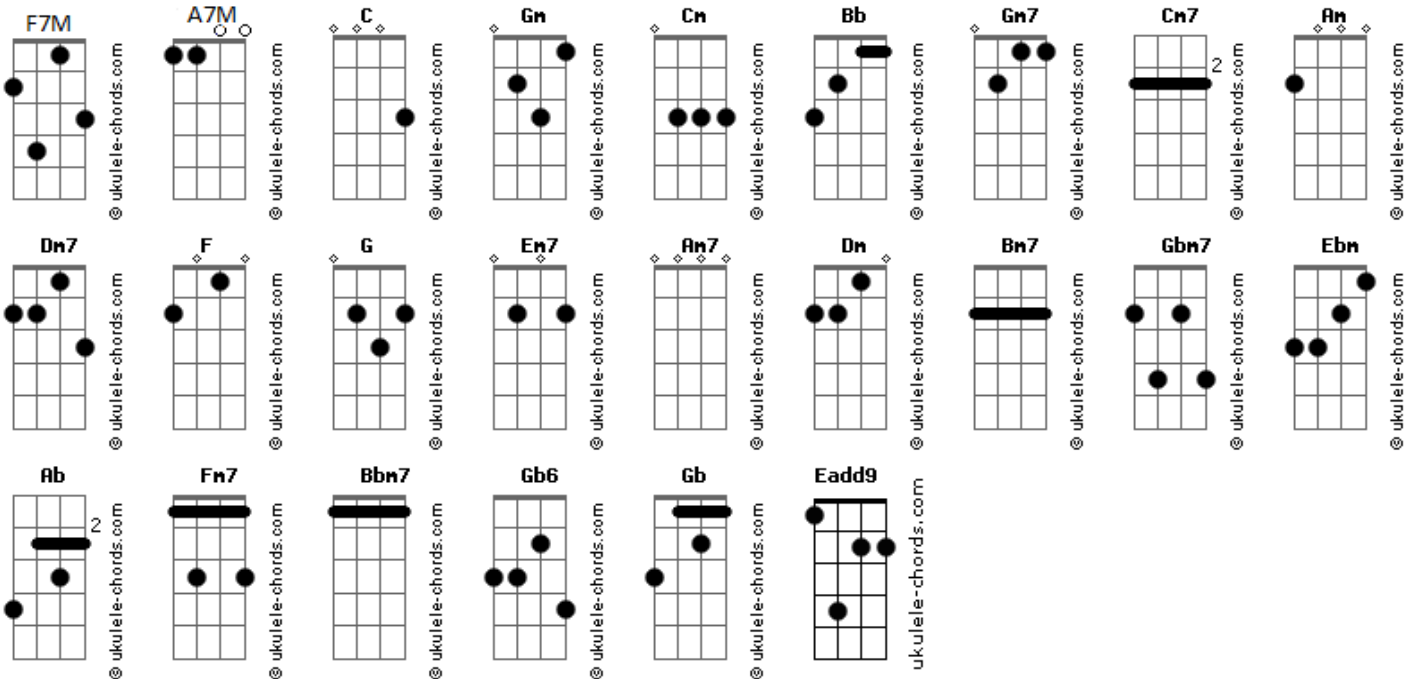 F7M A7M C Gm Cm Bb Gm7 Cm7 Am
2
© ukulele-chords.com © ukulele-chords.com © ukulele-chords.com © ukulele-chords.com © ukulele-chords.com © ukulele-chords.com © ukulele-chords.com © ukulele-chords.com © ukulele-chords.com
Dm7 F G Em7 Am7 Dm Bm7 Gbm7 Ebm
© ukulele-chords.com © ukulele-chords.com © ukulele-chords.com © ukulele-chords.com © ukulele-chords.com © ukulele-chords.com © ukulele-chords.com © ukulele-chords.com © ukulele-chords.com
Ab Fm7 Bbm7 Gb6 Gb Eadd9
2
© ukulele-chords.com © ukulele-chords.com © ukulele-chords.com © ukulele-chords.com © ukulele-chords.com ukulele-chords.com